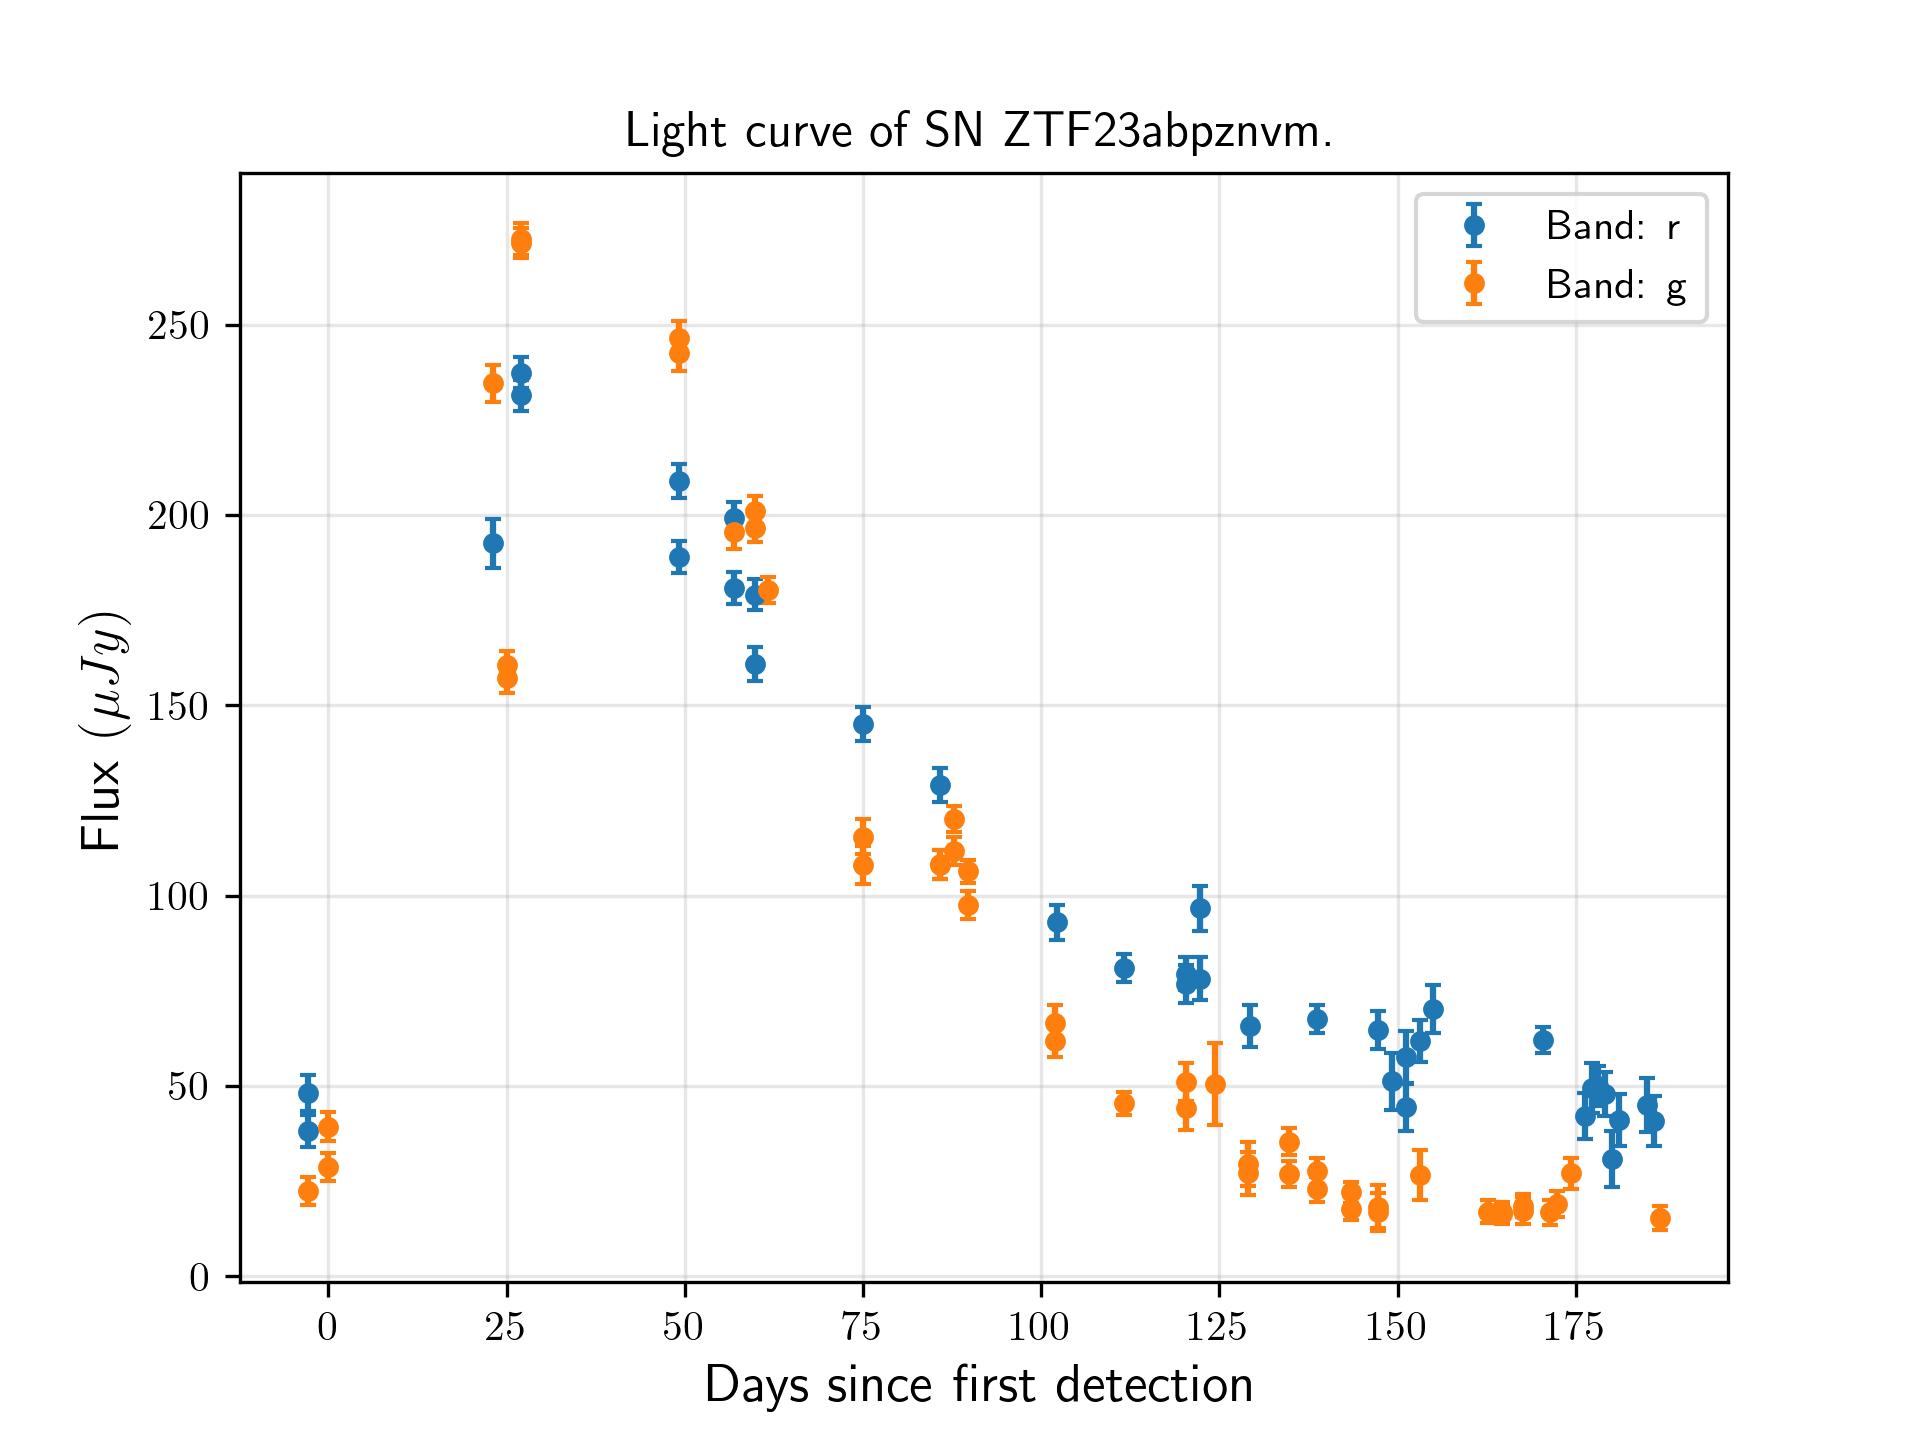 Light curve of SN ZTF23abpznvm.
Band: r
Band: g
250
200
150
100
50
0
Flux (μJy)
0 25 50 75 100 125 150 175
Days since first detection